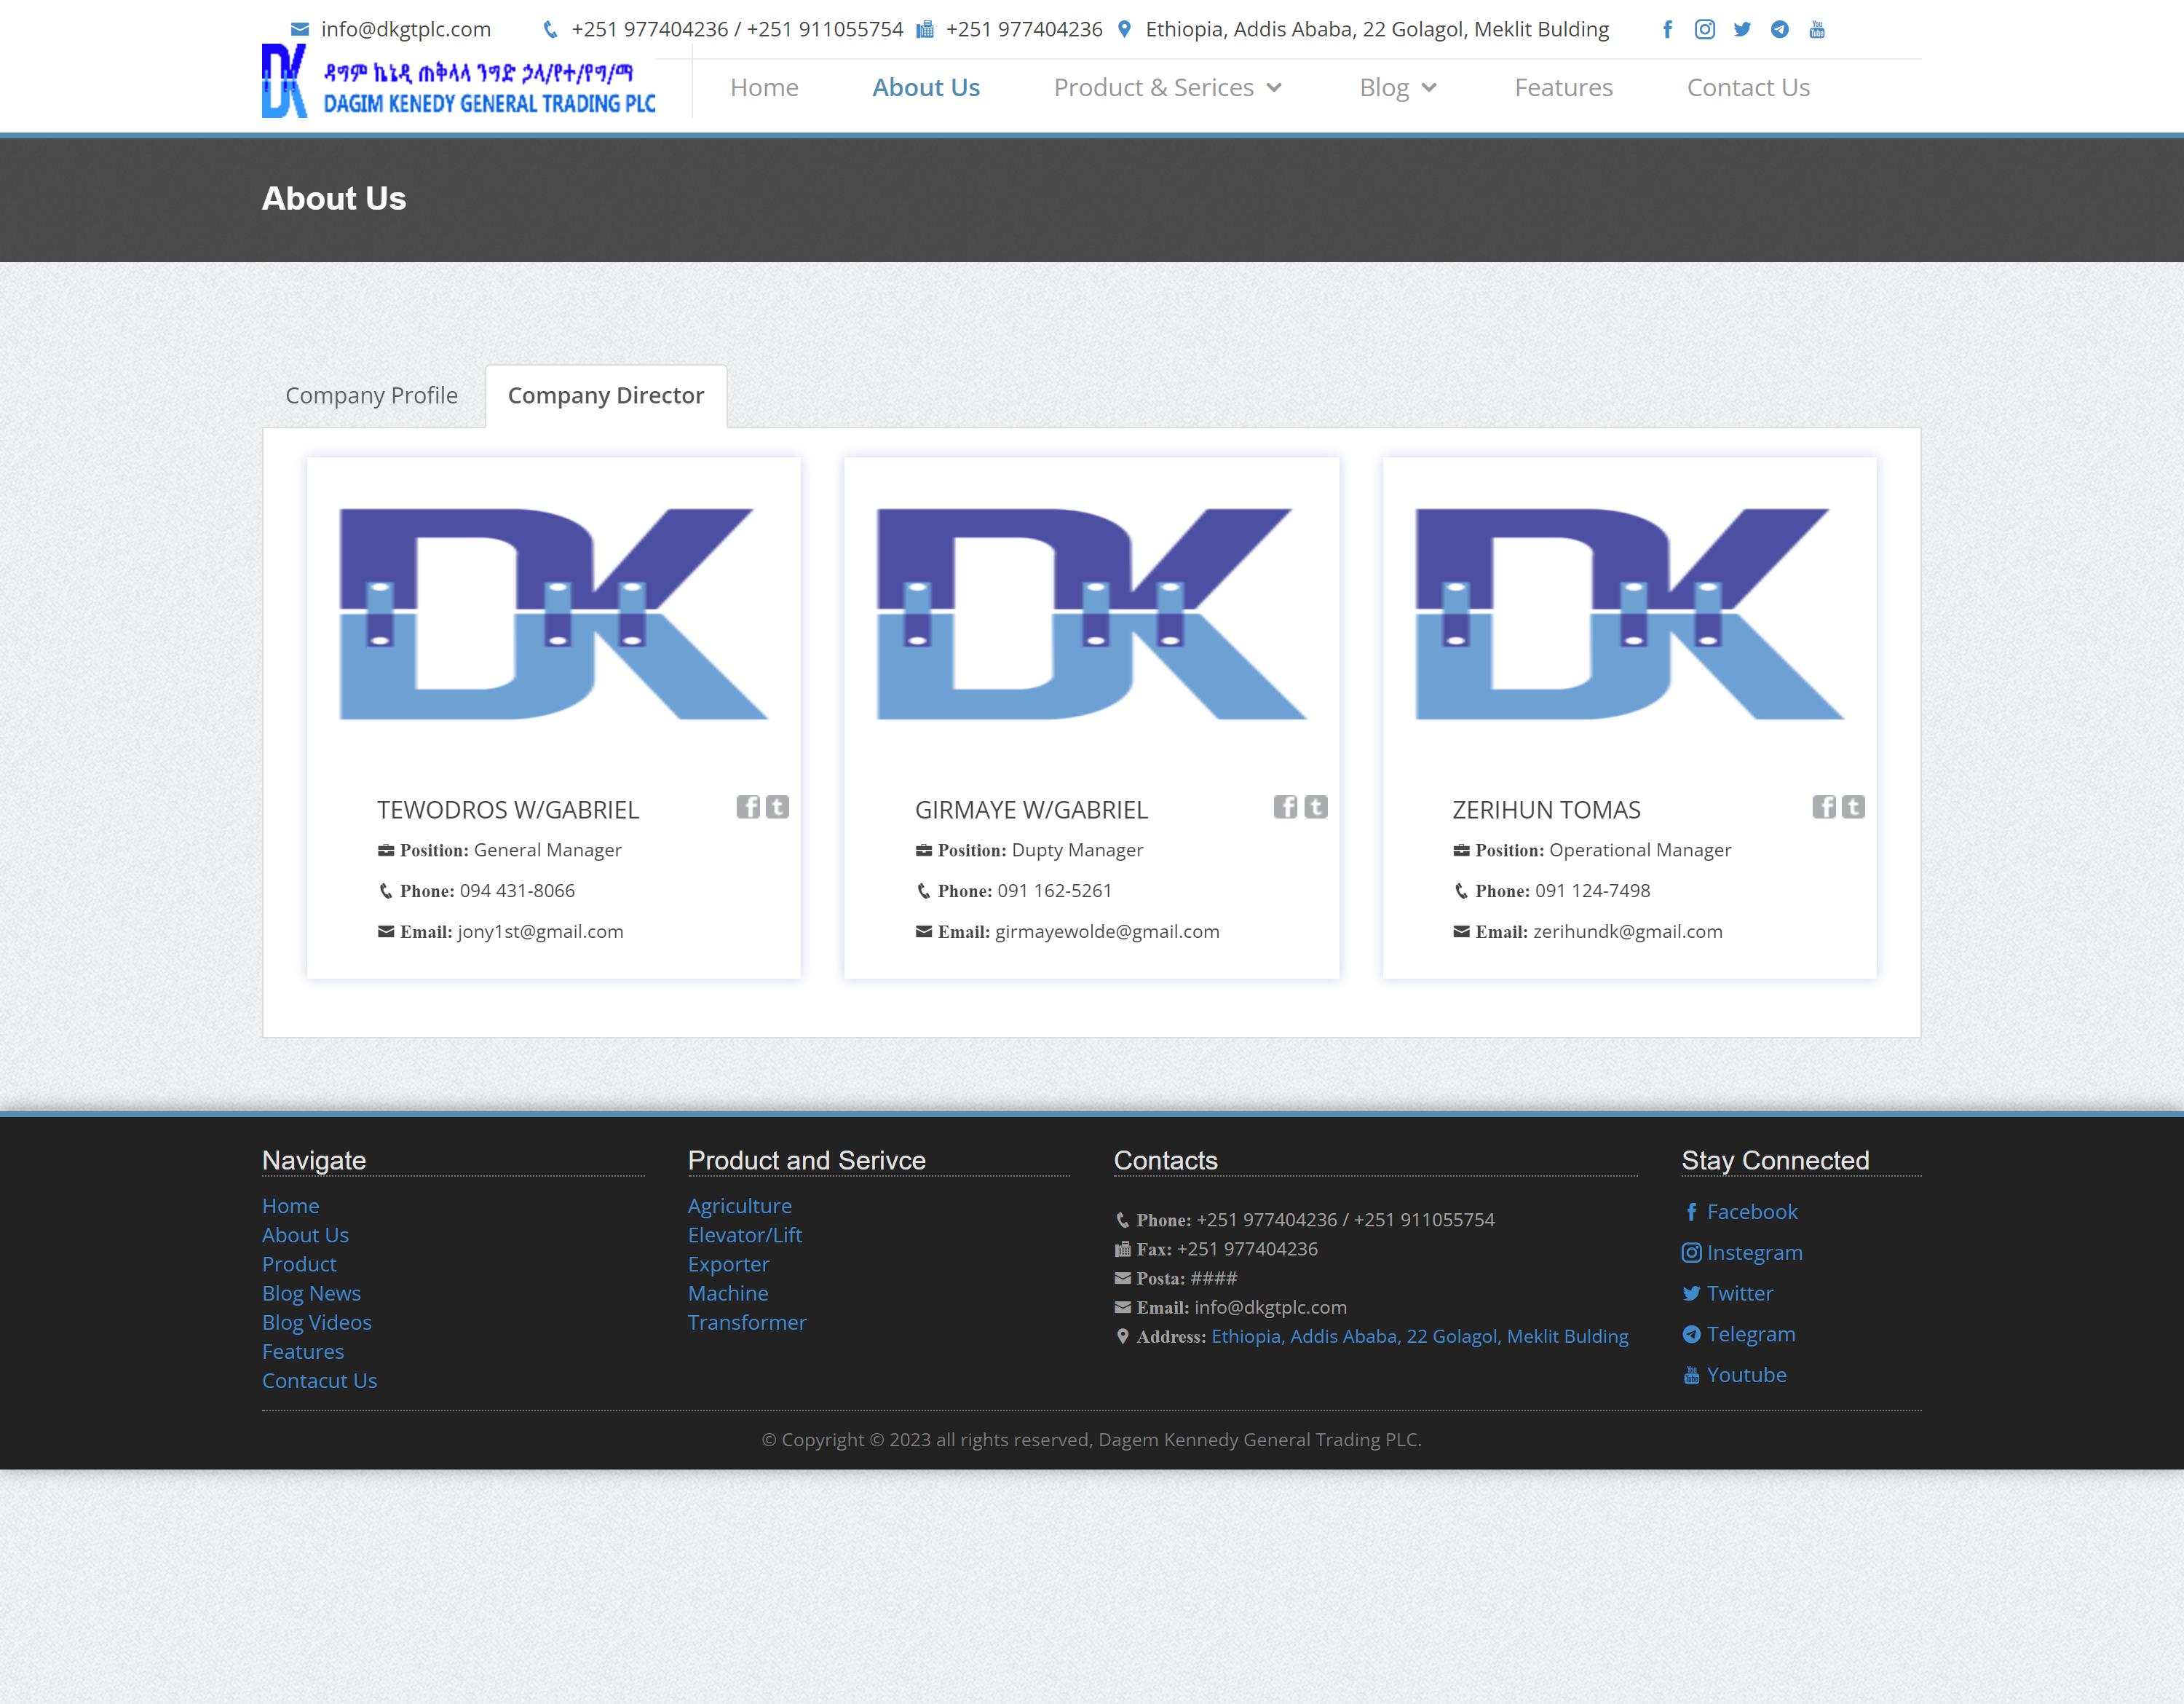 info@dkgtplc.com +251 977404236 / +251 911055754 +251 977404236 Ethiopia, Addis Ababa, 22 Golagol, Meklit Bulding
DK ዳግም ኬኔዲ ጠቅላላ ንግድ ኃላ/የተ/የግ/ማ
DAGIM KENEDY GENERAL TRADING PLC
Home About Us Product & Serices Blog Features Contact Us
About Us
Company Profile Company Director
DK
TEWODROS W/GABRIEL
Position: General Manager
Phone: 094 431-8066
Email: jony1st@gmail.com
DK
GIRMAYE W/GABRIEL
Position: Dupty Manager
Phone: 091 162-5261
Email: girmayewolde@gmail.com
DK
ZERIHUN TOMAS
Position: Operational Manager
Phone: 091 124-7498
Email: zerihundk@gmail.com
Navigate
Home
About Us
Product
Blog News
Blog Videos
Features
Contacut Us
Product and Serivce
Agriculture
Elevator/Lift
Exporter
Machine
Transformer
Contacts
Phone: +251 977404236 / +251 911055754
Fax: +251 977404236
Posta: ####
Email: info@dkgtplc.com
Address: Ethiopia, Addis Ababa, 22 Golagol, Meklit Bulding
Stay Connected
Facebook
Instegram
Twitter
Telegram
Youtube
© Copyright © 2023 all rights reserved, Dagem Kennedy General Trading PLC.